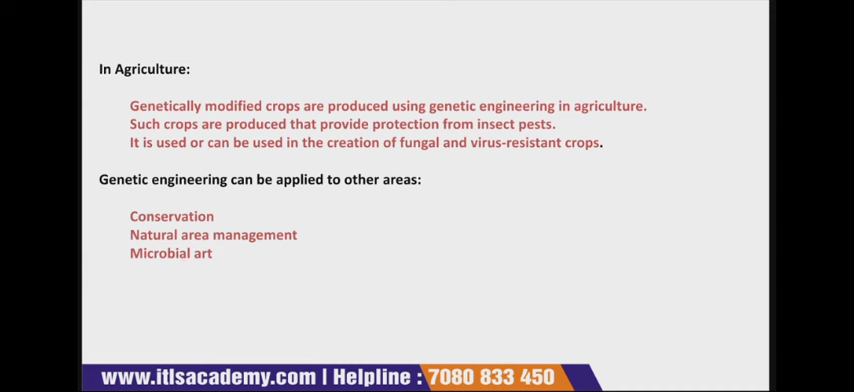 In Agriculture:
Genetically modified crops are produced using genetic engineering in agriculture.
Such crops are produced that provide protection from insect pests.
It is used or can be used in the creation of fungal and virus-resistant crops.
Genetic engineering can be applied to other areas:
Conservation
Natural area management
Microbial art
www.itlsacademy.com | Helpline : 7080 833 450